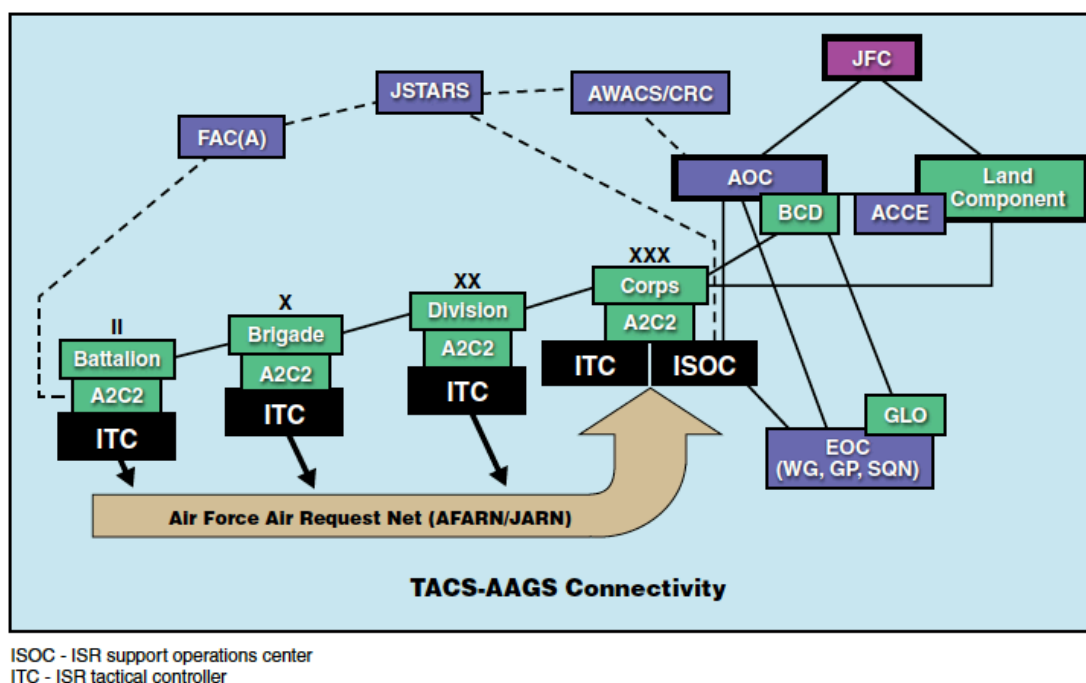 JFC
JSTARS
AWACS/CRC
FAC(A)
AOC
Land
Component
BCD
ACCE
XXX
Corps
A2C2
ITC
ISOC
XX
Division
A2C2
ITC
X
Brigade
A2C2
ITC
II
Battalion
A2C2
ITC
GLO
EOC
(WG, GP, SQN)
Air Force Air Request Net (AFARN/JARN)
TACS-AAGS Connectivity
ISOC - ISR support operations center
ITC - ISR tactical controller